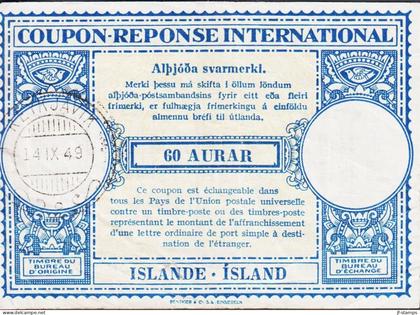 COUPON-REPONSE INTERNATIONAL
Alþjóða svarmerki.
Merki þessu má skifta í öllum löndum
alþjóða-póstsambandsins fyrir eitt eða fleiri
frímerki, er fulnægja frímerkingu á einföldu
almennu bréfi til útlanda.
REYKJAVÍK
14 IX 49
60 AURAR
Ce coupon est échangeable dans
tous les Pays de l'Union postale universelle
contre un timbre-poste ou des timbres-poste
représentant le montant de l'affranchissement
d'une lettre ordinaire de port simple à desti-
nation de l'étranger.
TIMBRE DU
BUREAU
D'ORIGINE
TIMBRE DU
BUREAU
D'ÉCHANGE
ISLANDE - ÍSLAND